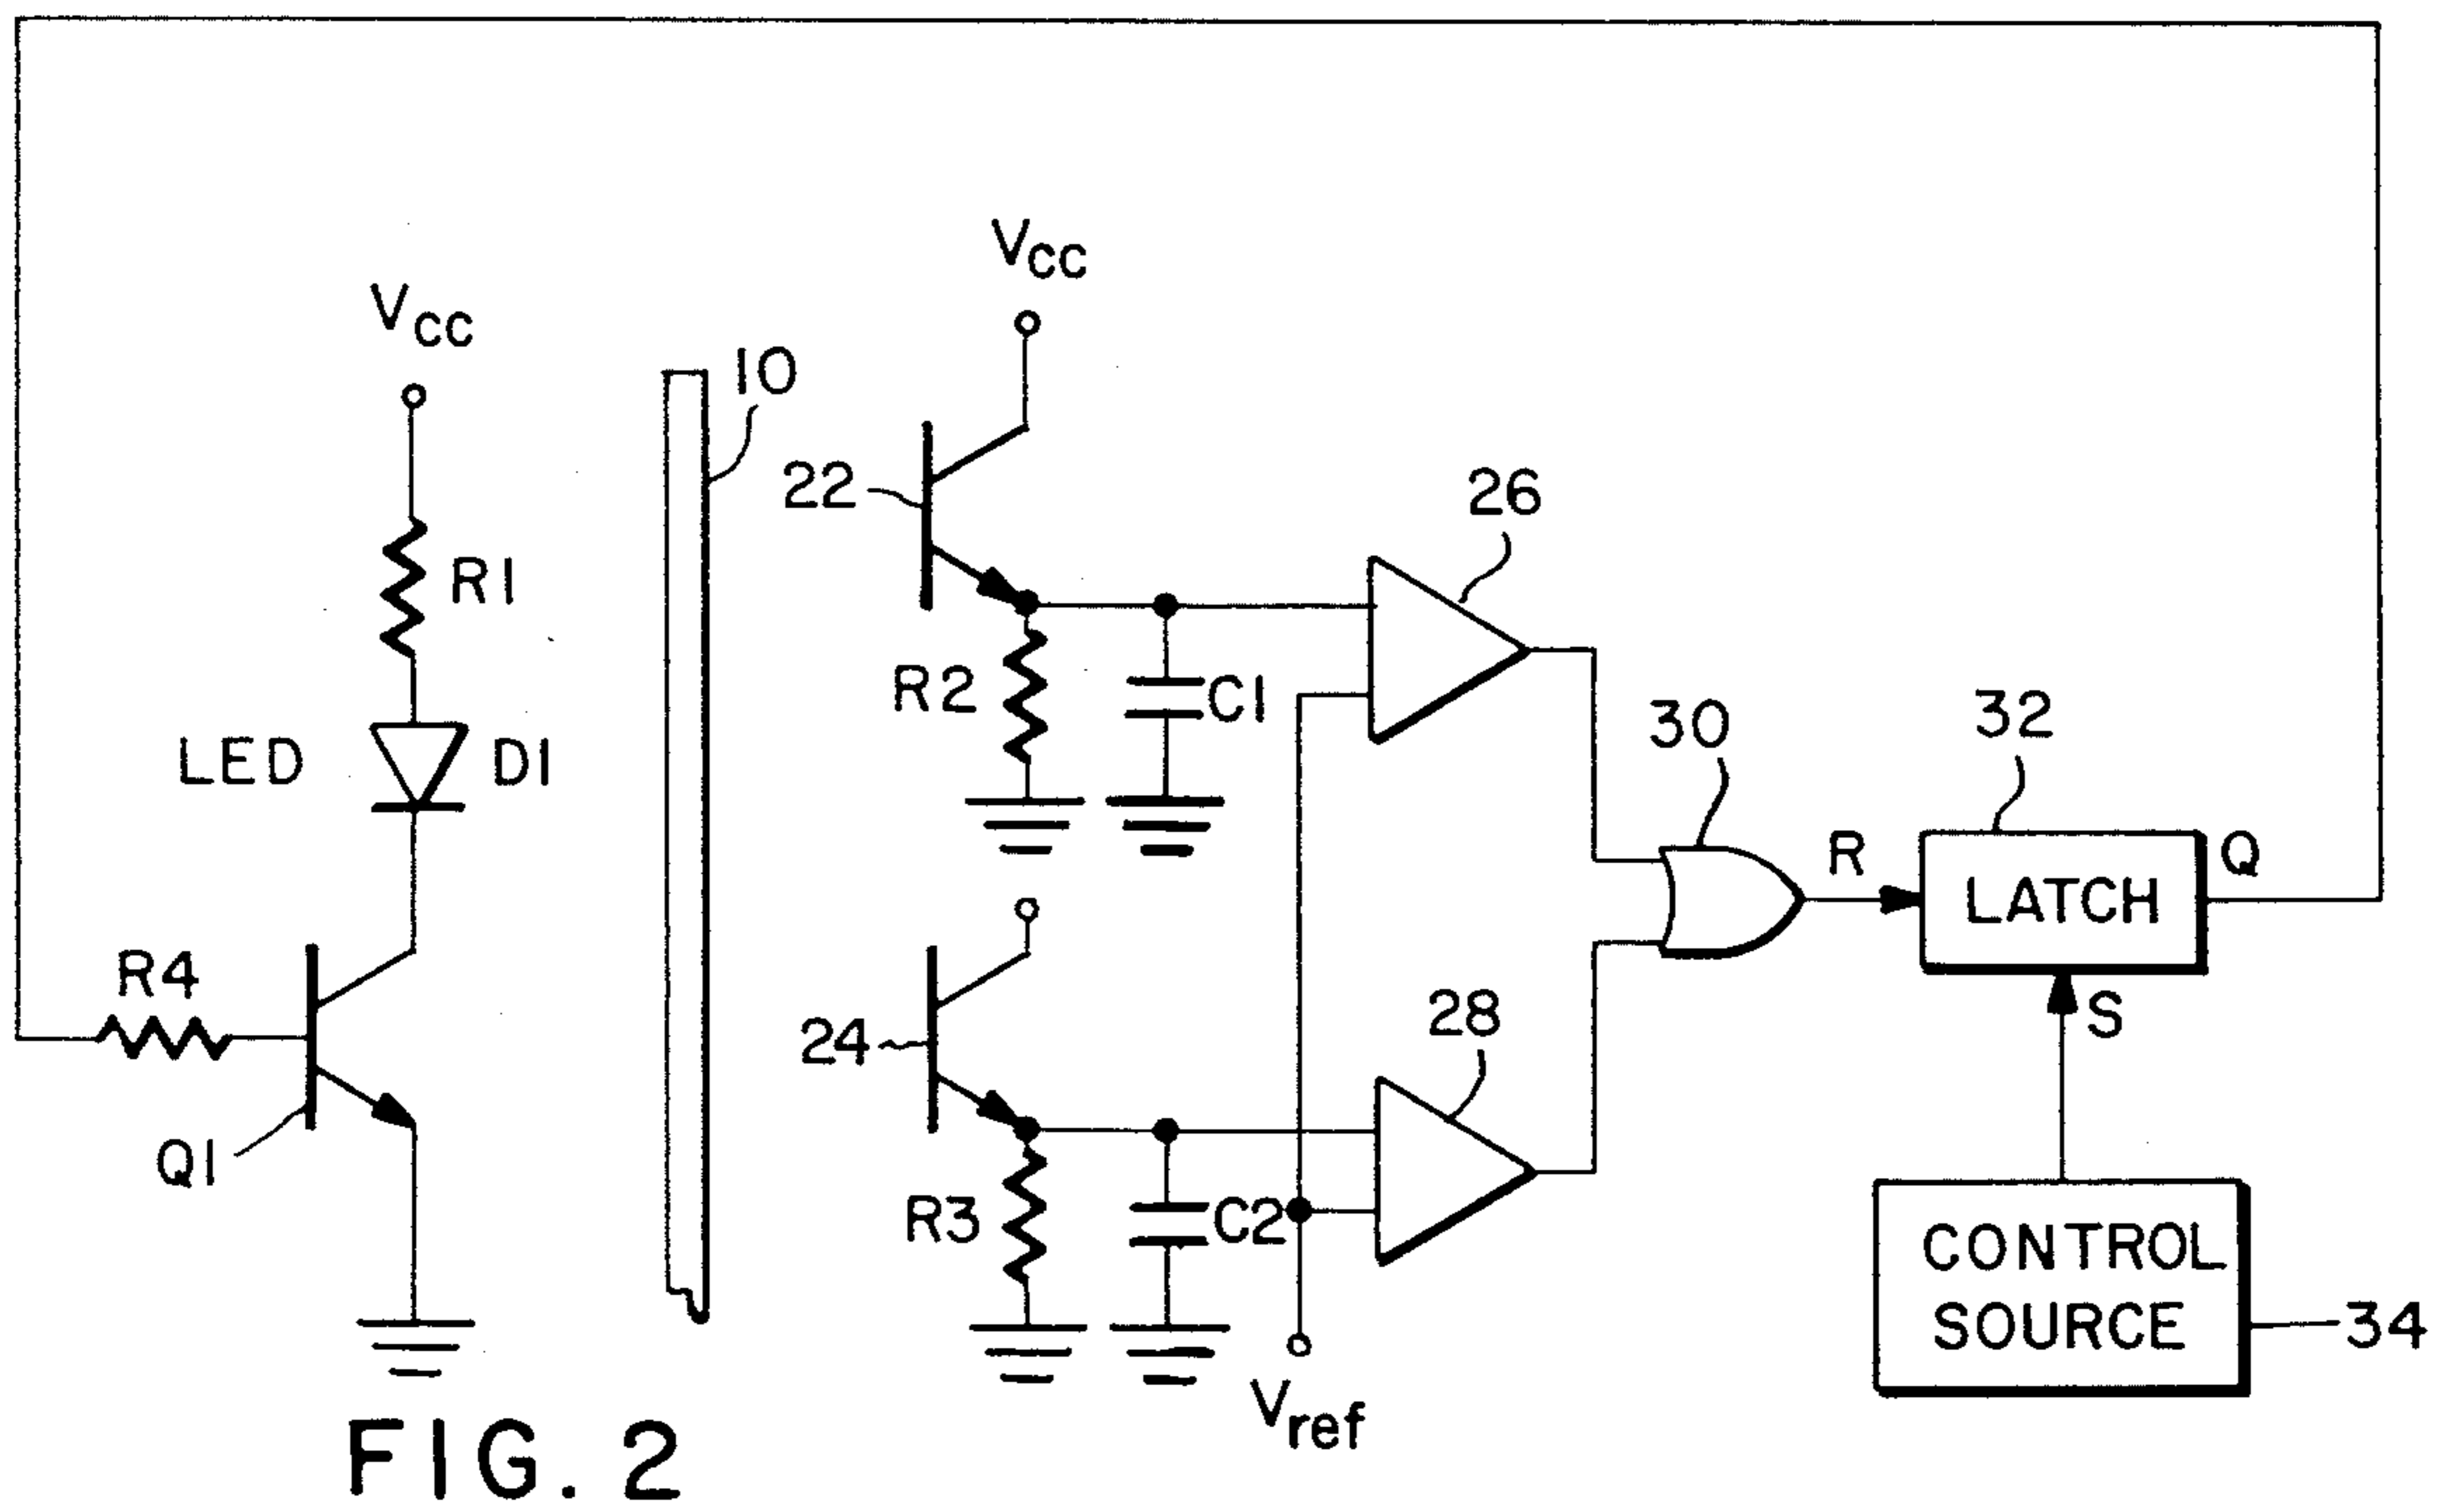 Vcc
Vcc
10
22
26
R1
R2
C1
30
32
LED
D1
R
LATCH
Q
R4
24
28
S
Q1
R3
C2
CONTROL
SOURCE
34
Vref
FIG. 2